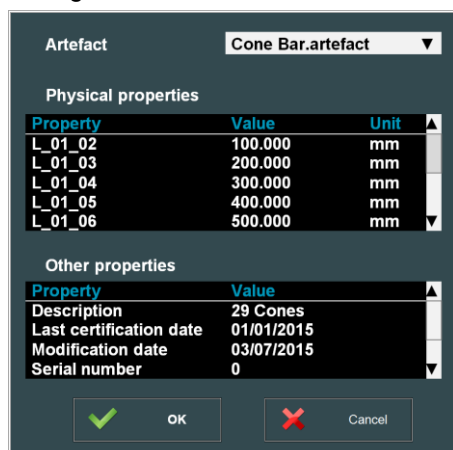 Artefact Cone Bar.artefact ▼
Physical properties
Property Value Unit
L_01_02 100.000 mm
L_01_03 200.000 mm
L_01_04 300.000 mm
L_01_05 400.000 mm
L_01_06 500.000 mm
Other properties
Property Value
Description 29 Cones
Last certification date 01/01/2015
Modification date 03/07/2015
Serial number 0
OK Cancel